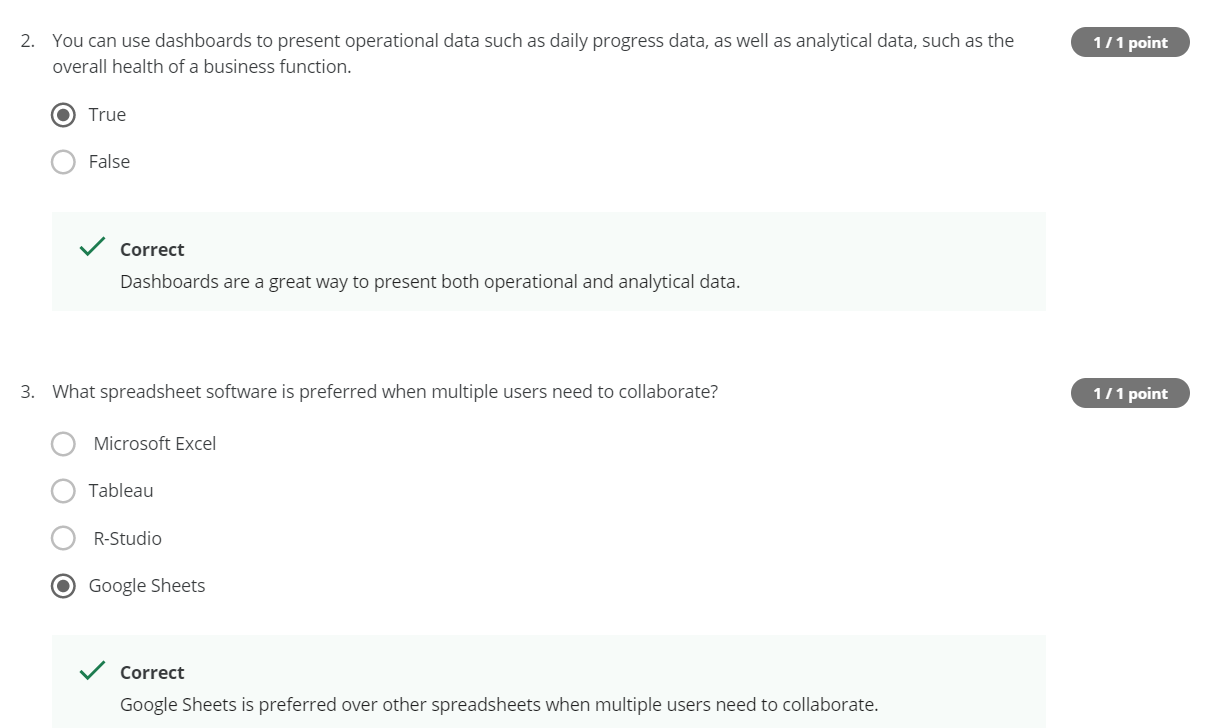 2. You can use dashboards to present operational data such as daily progress data, as well as analytical data, such as the 1 / 1 point
overall health of a business function.
True
False
Correct
Dashboards are a great way to present both operational and analytical data.
3. What spreadsheet software is preferred when multiple users need to collaborate? 1 / 1 point
Microsoft Excel
Tableau
R-Studio
Google Sheets
Correct
Google Sheets is preferred over other spreadsheets when multiple users need to collaborate.